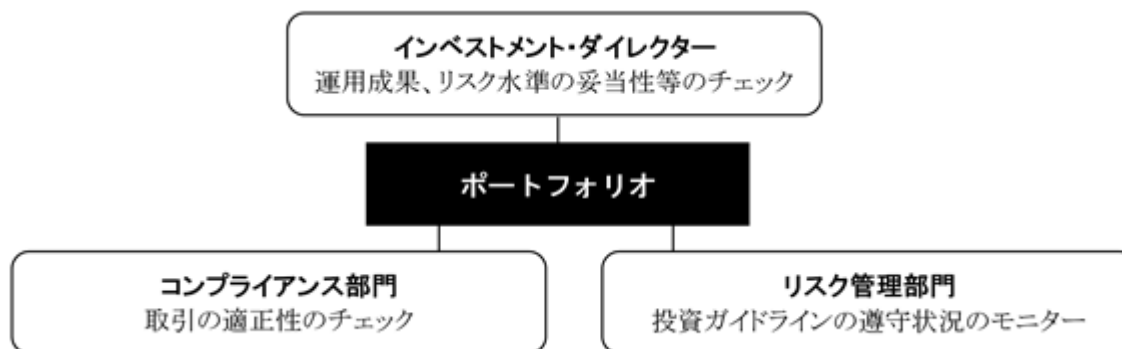 インベストメント・ダイレクター
運用成果、リスク水準の妥当性等のチェック
ポートフォリオ
コンプライアンス部門
取引の適正性のチェック
リスク管理部門
投資ガイドラインの遵守状況のモニター